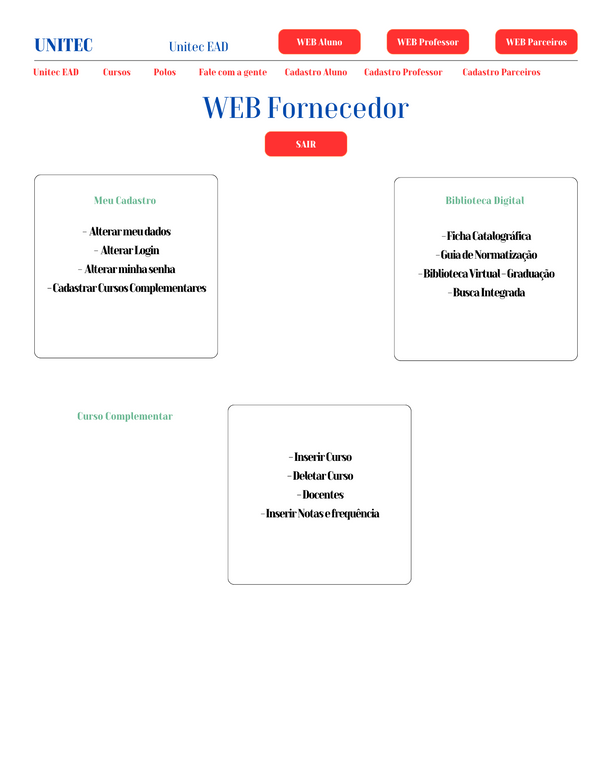 UNITEC
Unitec EAD
WEB Aluno
WEB Professor
WEB Parceiros
Unitec EAD
Cursos
Polos
Fale com a gente
Cadastro Aluno
Cadastro Professor
Cadastro Parceiros
WEB Fornecedor
SAIR
Meu Cadastro
- Alterar meu dados
- Alterar Login
- Alterar minha senha
- Cadastrar Cursos Complementares
Biblioteca Digital
- Ficha Catalográfica
- Guia de Normatização
- Biblioteca Virtual - Graduação
- Busca Integrada
Curso Complementar
- Inserir Curso
- Deletar Curso
- Docentes
- Inserir Notas e frequência